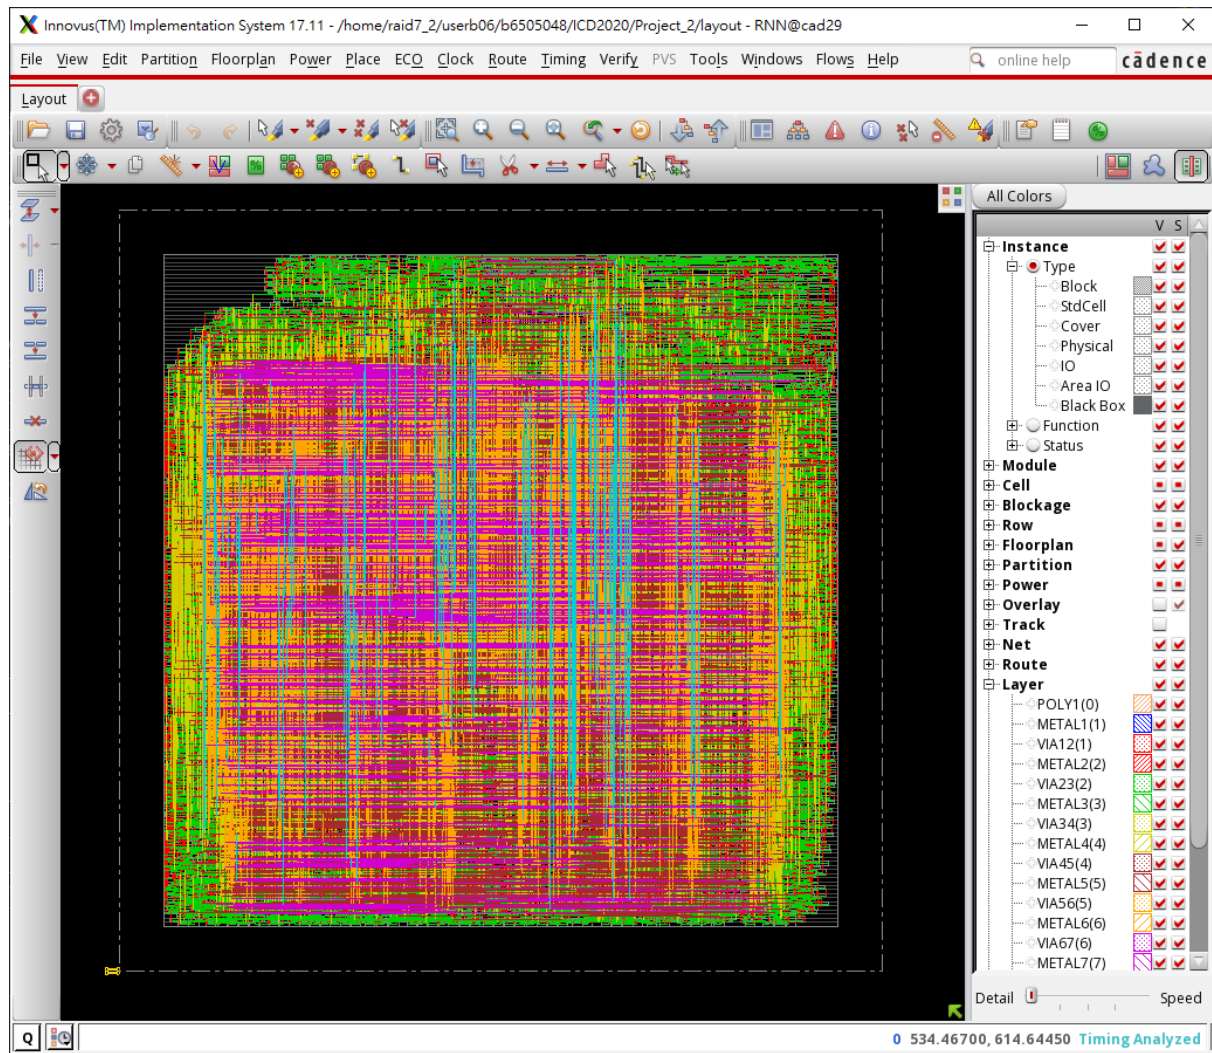 Innovus(TM) Implementation System 17.11 - /home/raid7_2/userb06/b6505048/ICD2020/Project_2/layout - RNN@cad29
File View Edit Partition Floorplan Power Place ECO Clock Route Timing Verify PVS Tools Windows Flows Help online help cādence
Layout
All Colors
V S
Instance
Type
Block
StdCell
Cover
Physical
IO
Area IO
Black Box
Function
Status
Module
Cell
Blockage
Row
Floorplan
Partition
Power
Overlay
Track
Net
Route
Layer
POLY1(0)
METAL1(1)
VIA12(1)
METAL2(2)
VIA23(2)
METAL3(3)
VIA34(3)
METAL4(4)
VIA45(4)
METAL5(5)
VIA56(5)
METAL6(6)
VIA67(6)
METAL7(7)
Detail Speed
Q 0 534.46700, 614.64450 Timing Analyzed